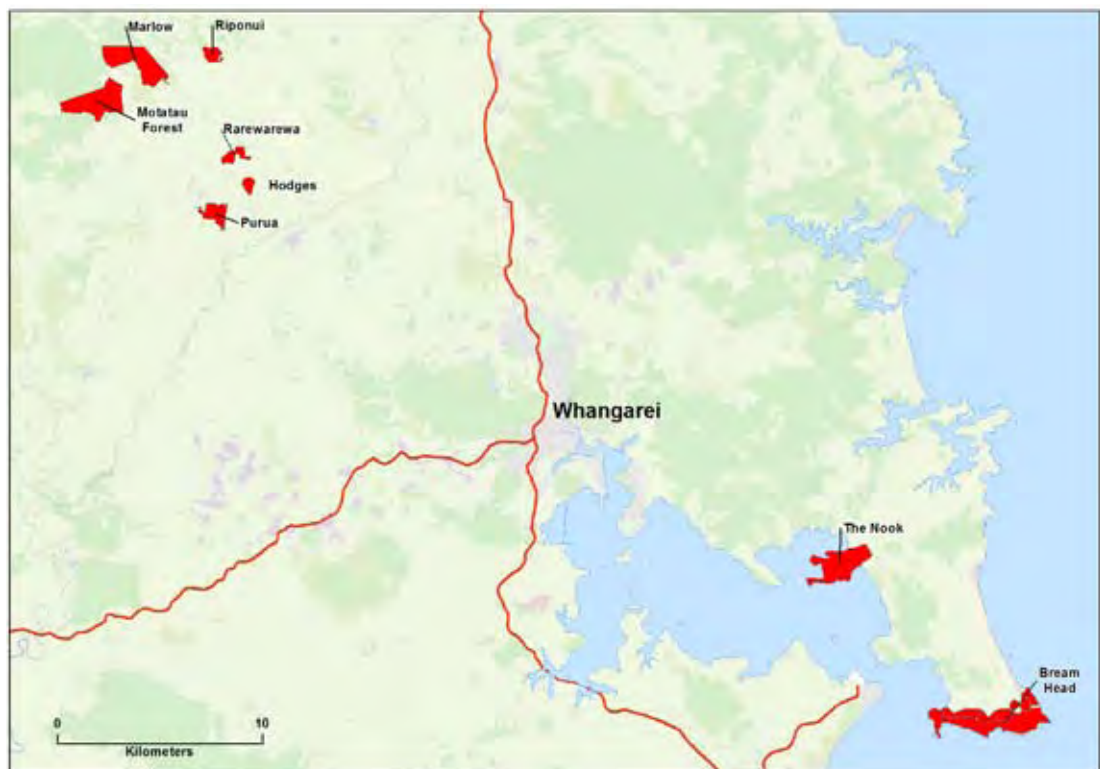 Marlow
Riponui
Motatau
Forest
Rarewarewa
Hodges
Purua
Whangarei
The Nook
Bream
Head
0 10
Kilometers